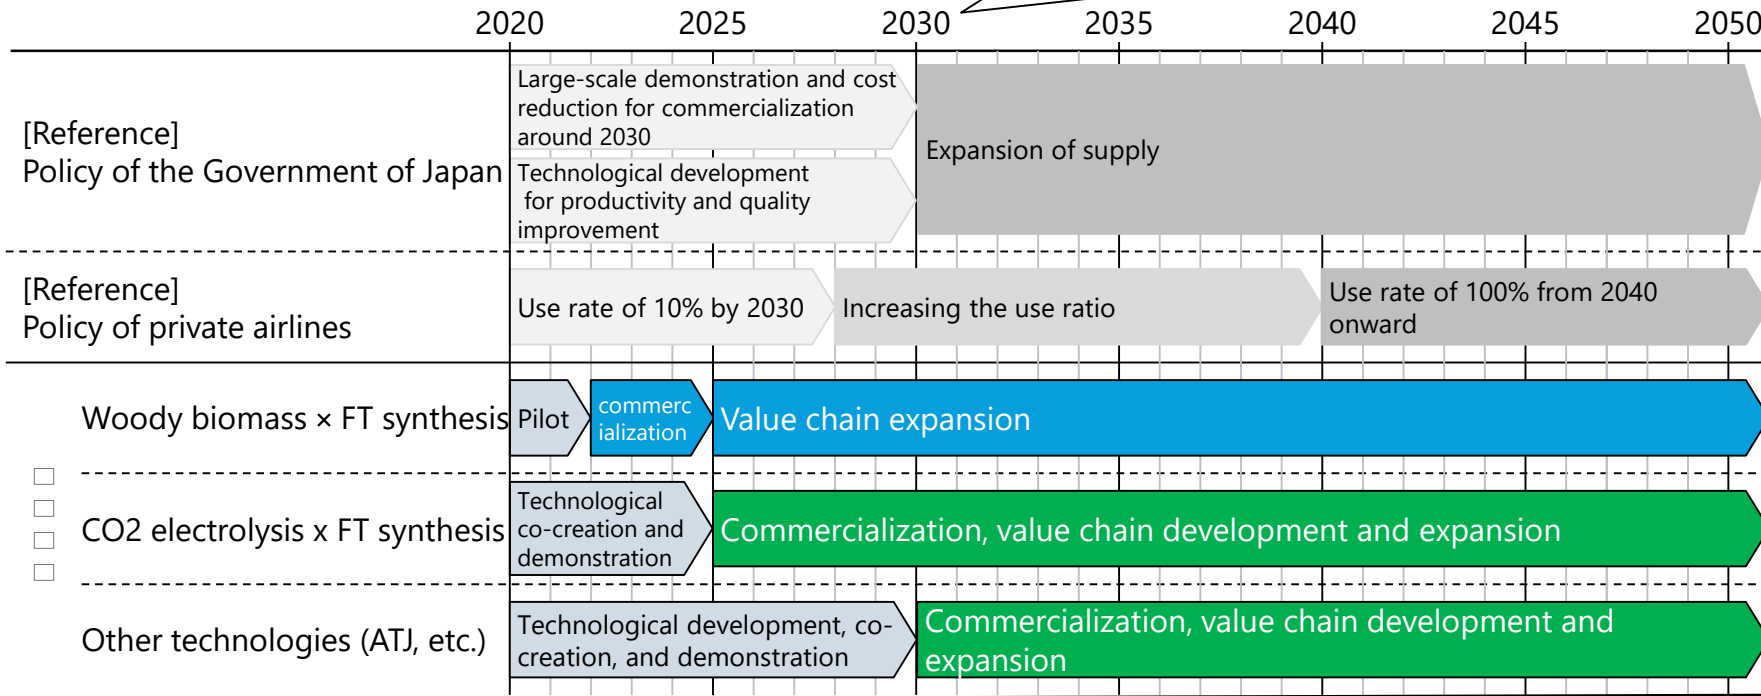 2020 2025 2030 2035 2040 2045 2050
[Reference]
Policy of the Government of Japan
Large-scale demonstration and cost
reduction for commercialization
around 2030
Technological development
for productivity and quality
improvement
Expansion of supply
[Reference]
Policy of private airlines
Use rate of 10% by 2030
Increasing the use ratio
Use rate of 100% from 2040
onward
Woody biomass × FT synthesis
Pilot
commerc
ialization
Value chain expansion
CO2 electrolysis x FT synthesis
Technological
co-creation and
demonstration
Commercialization, value chain development and expansion
Other technologies (ATJ, etc.)
Technological development, co-
creation, and demonstration
Commercialization, value chain development and
expansion